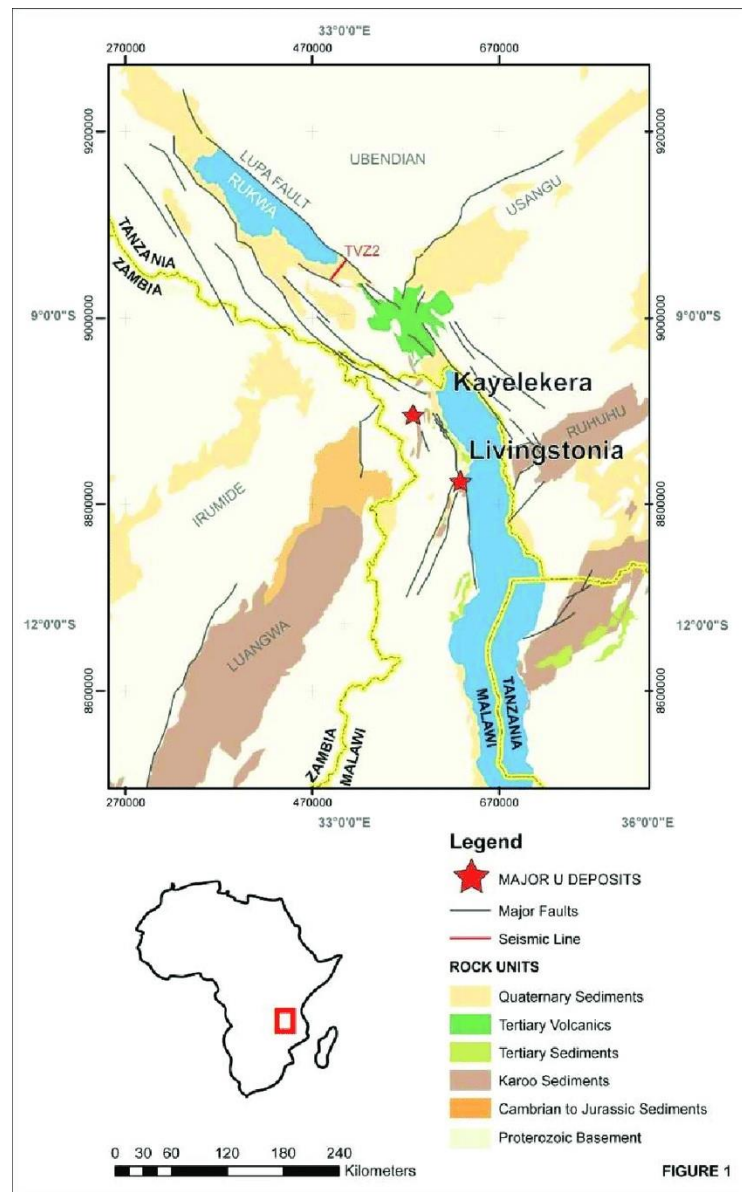 33°0'0"E
270000 470000 670000
9200000
9200000
UBENDIAN
LUPA FAULT
RUKWA
USANGU
TVZ2
TANZANIA
ZAMBIA
9°0'0"S
9000000
9000000
9°0'0"S
Kayelekera
RUHUHU
Livingstonia
IRUMIDE
8800000
8800000
12°0'0"S
12°0'0"S
LUANGWA
8600000
8600000
ZAMBIA
MALAWI
MALAWI
TANZANIA
270000 470000 670000
33°0'0"E 36°0'0"E
Legend
MAJOR U DEPOSITS
Major Faults
Seismic Line
ROCK UNITS
Quaternary Sediments
Tertiary Volcanics
Tertiary Sediments
Karoo Sediments
Cambrian to Jurassic Sediments
Proterozoic Basement
0 30 60 120 180 240
Kilometers
FIGURE 1